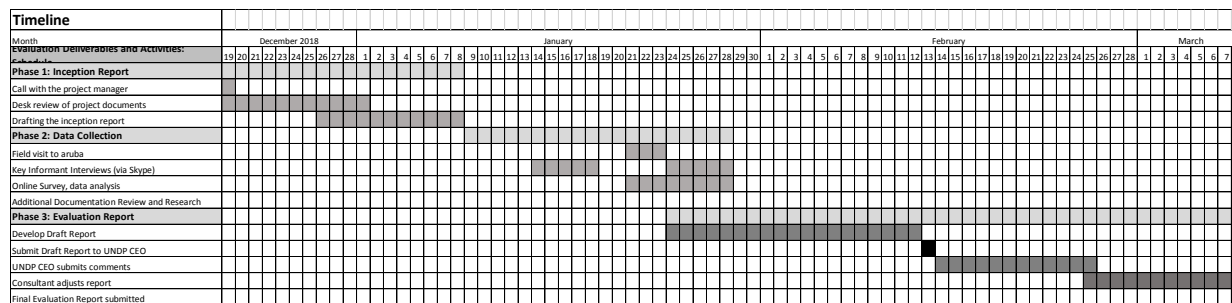 Timeline
Month December 2018 January February March
Evaluation Deliverables and Activities:
Schedule 19 20 21 22 23 24 25 26 27 28 1 2 3 4 5 6 7 8 9 10 11 12 13 14 15 16 17 18 19 20 21 22 23 24 25 26 27 28 29 30 1 2 3 4 5 6 7 8 9 10 11 12 13 14 15 16 17 18 19 20 21 22 23 24 25 26 27 28 1 2 3 4 5 6 7
Phase 1: Inception Report
Call with the project manager
Desk review of project documents
Drafting the inception report
Phase 2: Data Collection
Field visit to aruba
Key Informant Interviews (via Skype)
Online Survey, data analysis
Additional Documentation Review and Research
Phase 3: Evaluation Report
Develop Draft Report
Submit Draft Report to UNDP CEO
UNDP CEO submits comments
Consultant adjusts report
Final Evaluation Report submitted